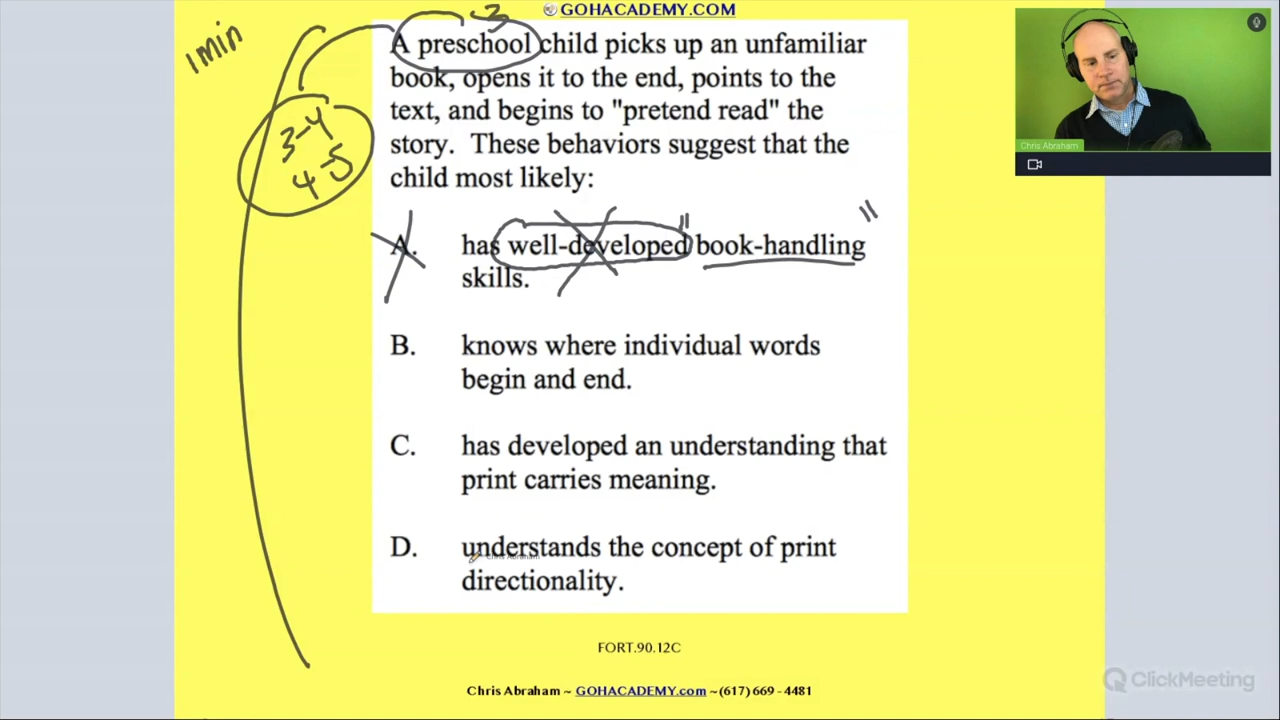 GOHACADEMY.COM
1 min
3
3-4
4-5
A preschool child picks up an unfamiliar
book, opens it to the end, points to the
text, and begins to "pretend read" the
story. These behaviors suggest that the
child most likely:
A. has well-developed book-handling
skills.
B. knows where individual words
begin and end.
C. has developed an understanding that
print carries meaning.
D. understands the concept of print
directionality.
Chris Abraham
FORT.90.12C
Chris Abraham ~ GOHACADEMY.com ~(617) 669 - 4481
Chris Abraham
ClickMeeting